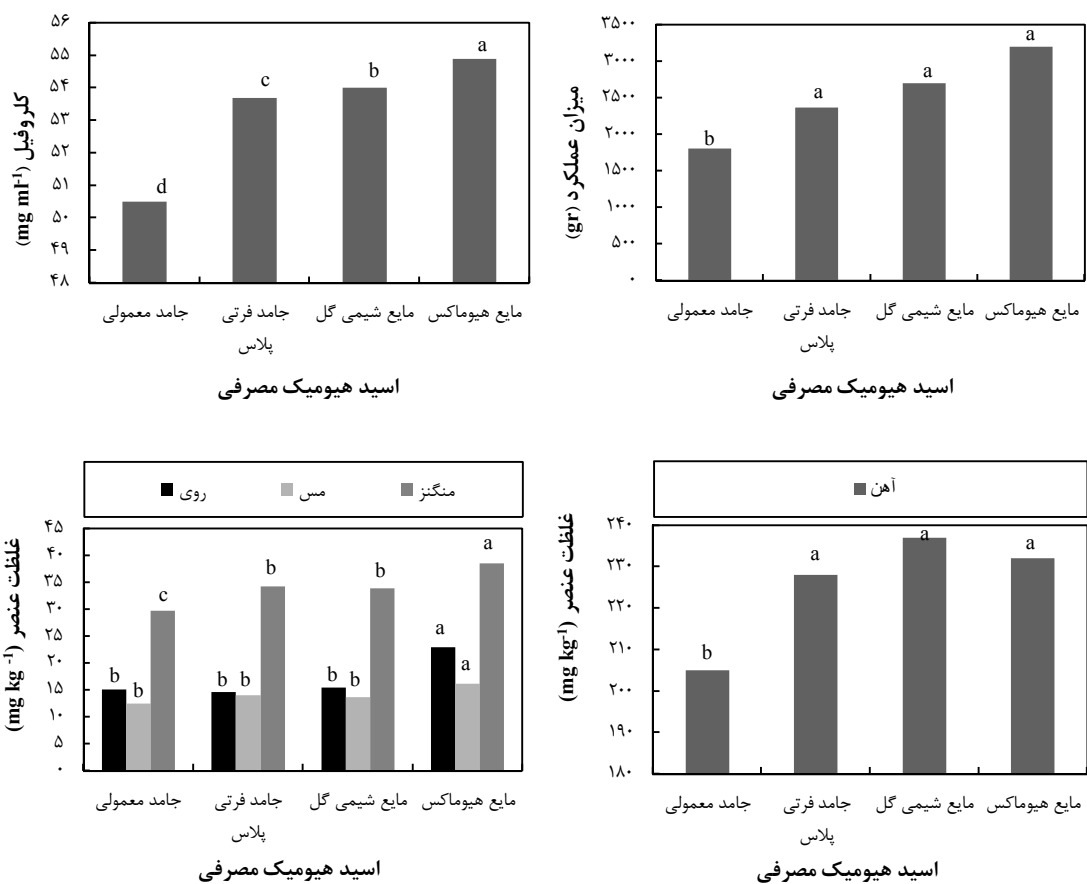 کلروفیل (mg ml-1)
۵۶
۵۵
۵۴
۵۳
۵۲
۵۱
۵۰
۴۹
۴۸
d
c
b
a
جامد معمولی
جامد فرتی پلاس
مایع شیمی گل
مایع هیوماکس
اسید هیومیک مصرفی
میزان عملکرد (gr)
۳۵۰۰
۳۰۰۰
۲۵۰۰
۲۰۰۰
۱۵۰۰
۱۰۰۰
۵۰۰
۰
b
a
a
a
جامد معمولی
جامد فرتی پلاس
مایع شیمی گل
مایع هیوماکس
اسید هیومیک مصرفی
روی
مس
منگنز
غلظت عنصر (mg kg -1)
۴۵
۴۰
۳۵
۳۰
۲۵
۲۰
۱۵
۱۰
۵
۰
b
b
c
b
b
b
b
b
b
a
a
a
جامد معمولی
جامد فرتی پلاس
مایع شیمی گل
مایع هیوماکس
اسید هیومیک مصرفی
آهن
غلظت عنصر (mg kg-1)
۲۴۰
۲۳۰
۲۲۰
۲۱۰
۲۰۰
۱۹۰
۱۸۰
b
a
a
a
جامد معمولی
جامد فرتی پلاس
مایع شیمی گل
مایع هیوماکس
اسید هیومیک مصرفی